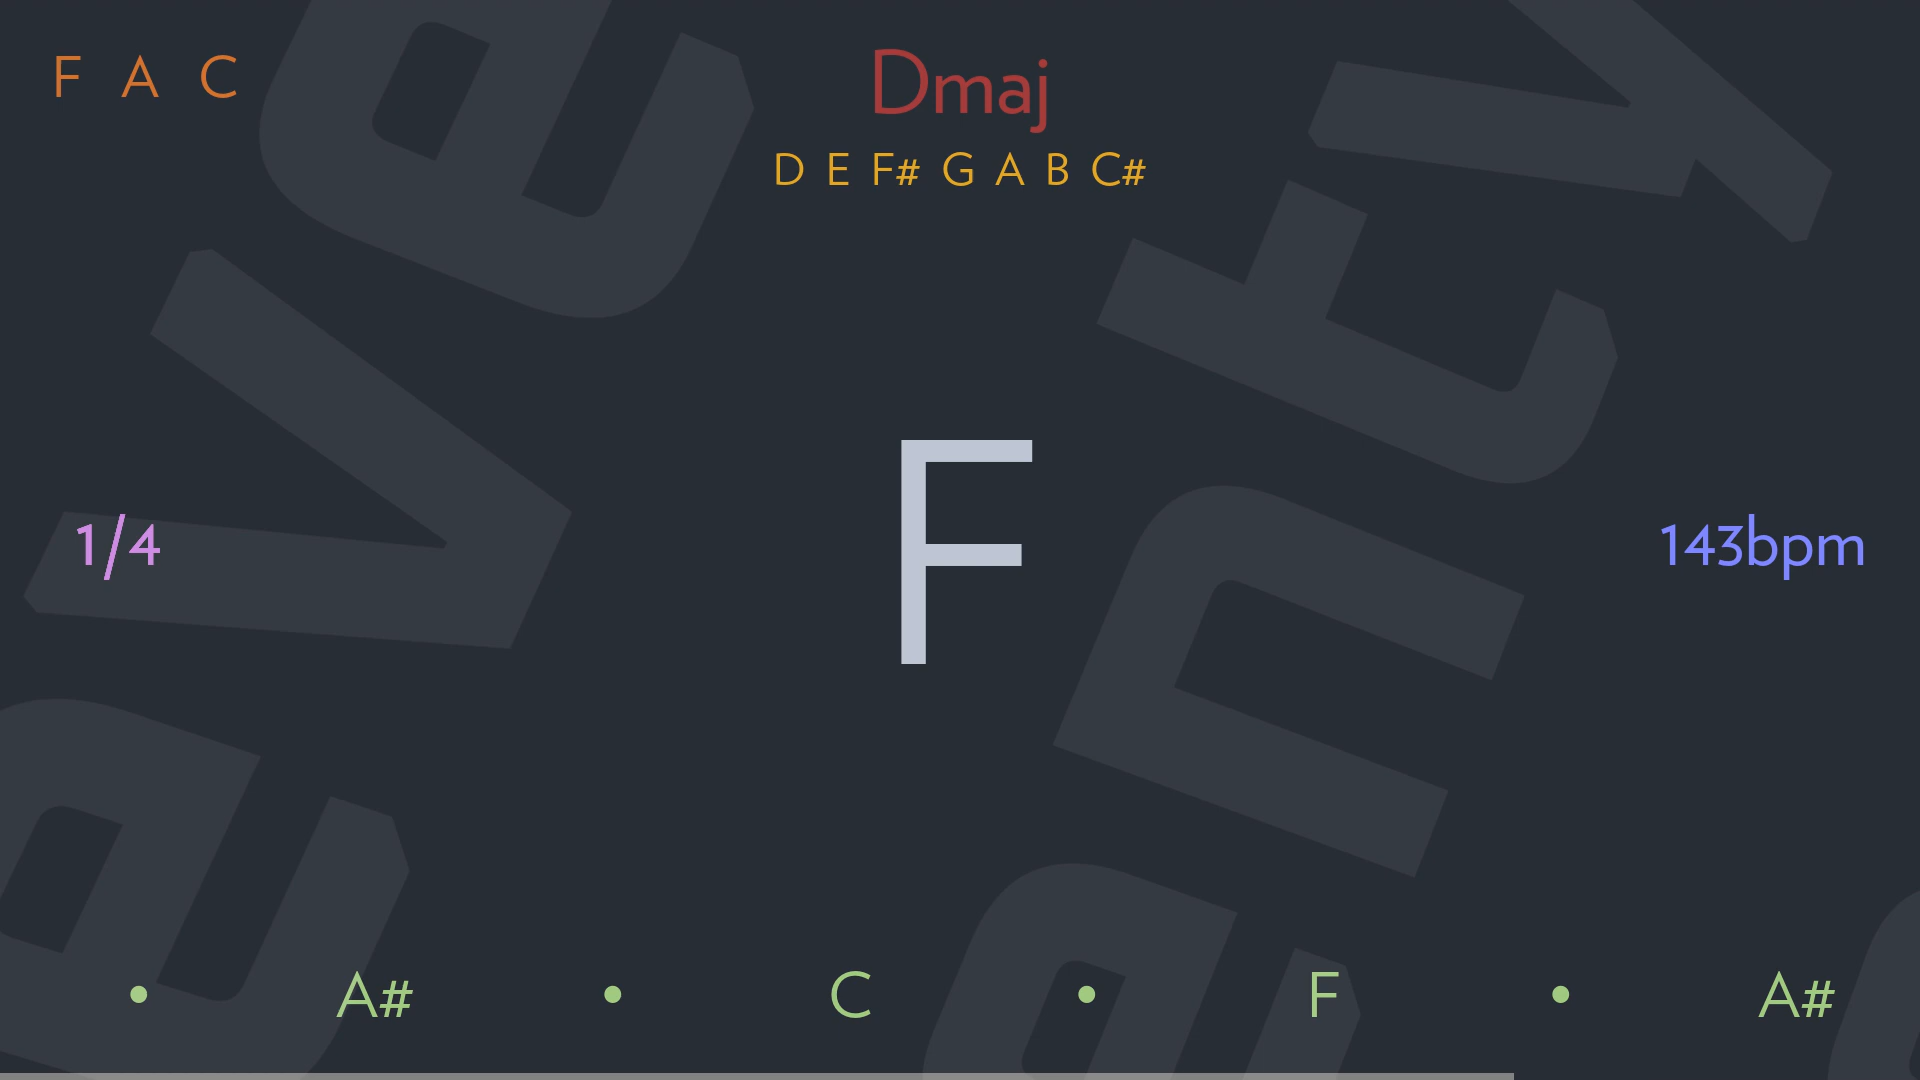 F A C
Dmaj
D E F# G A B C#
1/4
F
143bpm
• A# • C • F • A#